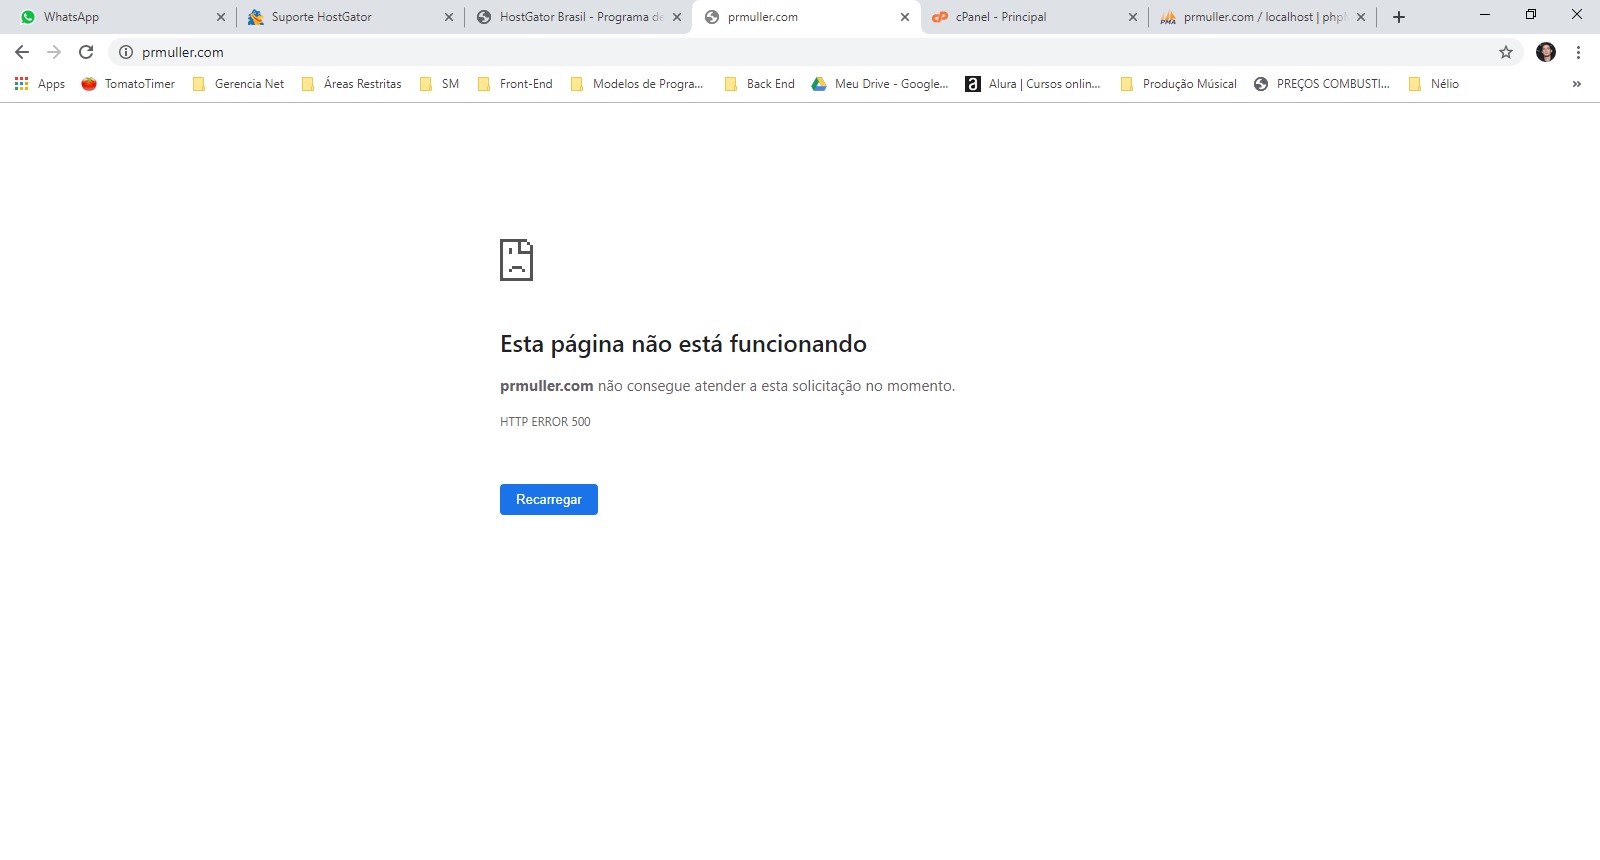 WhatsApp
Suporte HostGator
HostGator Brasil - Programa de
prmuller.com
cPanel - Principal
prmuller.com / localhost | php
prmuller.com
Apps
TomatoTimer
Gerencia Net
Áreas Restritas
SM
Front-End
Modelos de Progra...
Back End
Meu Drive - Google...
Alura | Cursos onlin...
Produção Músical
PREÇOS COMBUSTI...
Nélio
Esta página não está funcionando
prmuller.com não consegue atender a esta solicitação no momento.
HTTP ERROR 500
Recarregar